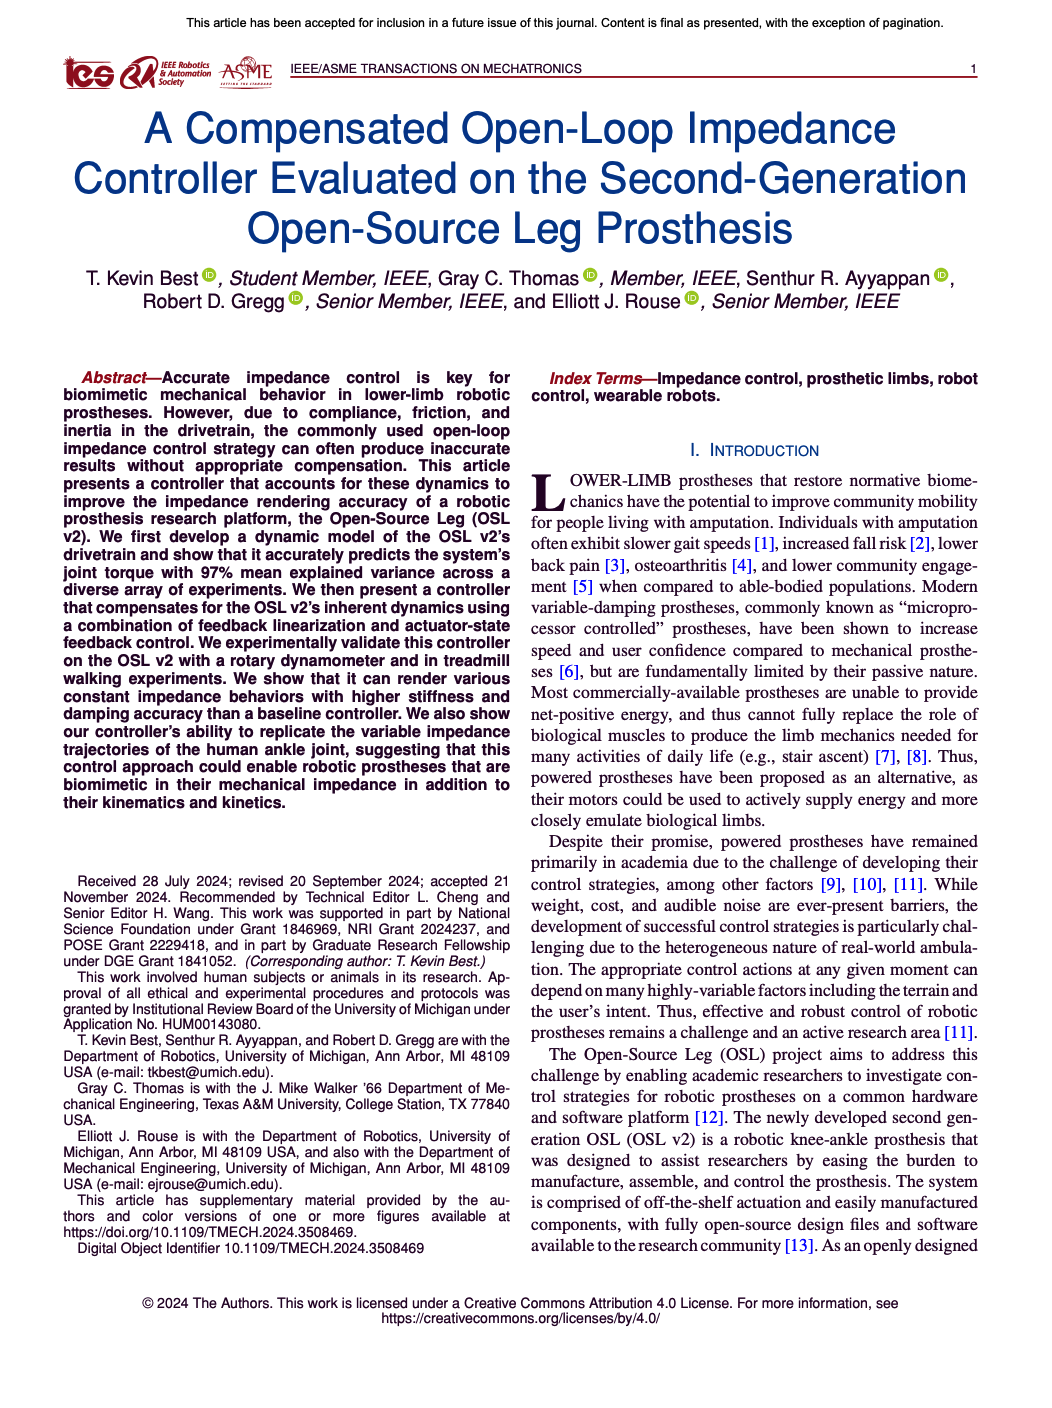 This article has been accepted for inclusion in a future issue of this journal. Content is final as presented, with the exception of pagination.
ies IEEE Robotics & Automation Society ASME SETTING THE STANDARD
IEEE/ASME TRANSACTIONS ON MECHATRONICS 1
A Compensated Open-Loop Impedance
Controller Evaluated on the Second-Generation
Open-Source Leg Prosthesis
T. Kevin Best iD, Student Member, IEEE, Gray C. Thomas iD, Member, IEEE, Senthur R. Ayyappan iD,
Robert D. Gregg iD, Senior Member, IEEE, and Elliott J. Rouse iD, Senior Member, IEEE
Abstract—Accurate impedance control is key for
biomimetic mechanical behavior in lower-limb robotic
prostheses. However, due to compliance, friction, and
inertia in the drivetrain, the commonly used open-loop
impedance control strategy can often produce inaccurate
results without appropriate compensation. This article
presents a controller that accounts for these dynamics to
improve the impedance rendering accuracy of a robotic
prosthesis research platform, the Open-Source Leg (OSL
v2). We first develop a dynamic model of the OSL v2's
drivetrain and show that it accurately predicts the system's
joint torque with 97% mean explained variance across a
diverse array of experiments. We then present a controller
that compensates for the OSL v2's inherent dynamics using
a combination of feedback linearization and actuator-state
feedback control. We experimentally validate this controller
on the OSL v2 with a rotary dynamometer and in treadmill
walking experiments. We show that it can render various
constant impedance behaviors with higher stiffness and
damping accuracy than a baseline controller. We also show
our controller's ability to replicate the variable impedance
trajectories of the human ankle joint, suggesting that this
control approach could enable robotic prostheses that are
biomimetic in their mechanical impedance in addition to
their kinematics and kinetics.
Received 28 July 2024; revised 20 September 2024; accepted 21
November 2024. Recommended by Technical Editor L. Cheng and
Senior Editor H. Wang. This work was supported in part by National
Science Foundation under Grant 1846969, NRI Grant 2024237, and
POSE Grant 2229418, and in part by Graduate Research Fellowship
under DGE Grant 1841052. (Corresponding author: T. Kevin Best.)
This work involved human subjects or animals in its research. Ap-
proval of all ethical and experimental procedures and protocols was
granted by Institutional Review Board of the University of Michigan under
Application No. HUM00143080.
T. Kevin Best, Senthur R. Ayyappan, and Robert D. Gregg are with the
Department of Robotics, University of Michigan, Ann Arbor, MI 48109
USA (e-mail: tkbest@umich.edu).
Gray C. Thomas is with the J. Mike Walker '66 Department of Me-
chanical Engineering, Texas A&M University, College Station, TX 77840
USA.
Elliott J. Rouse is with the Department of Robotics, University of
Michigan, Ann Arbor, MI 48109 USA, and also with the Department of
Mechanical Engineering, University of Michigan, Ann Arbor, MI 48109
USA (e-mail: ejrouse@umich.edu).
This article has supplementary material provided by the au-
thors and color versions of one or more figures available at
https://doi.org/10.1109/TMECH.2024.3508469.
Digital Object Identifier 10.1109/TMECH.2024.3508469
Index Terms—Impedance control, prosthetic limbs, robot
control, wearable robots.
I. INTRODUCTION
LOWER-LIMB prostheses that restore normative biome-
chanics have the potential to improve community mobility
for people living with amputation. Individuals with amputation
often exhibit slower gait speeds [1], increased fall risk [2], lower
back pain [3], osteoarthritis [4], and lower community engage-
ment [5] when compared to able-bodied populations. Modern
variable-damping prostheses, commonly known as “micropro-
cessor controlled” prostheses, have been shown to increase
speed and user confidence compared to mechanical prosthe-
ses [6], but are fundamentally limited by their passive nature.
Most commercially-available prostheses are unable to provide
net-positive energy, and thus cannot fully replace the role of
biological muscles to produce the limb mechanics needed for
many activities of daily life (e.g., stair ascent) [7], [8]. Thus,
powered prostheses have been proposed as an alternative, as
their motors could be used to actively supply energy and more
closely emulate biological limbs.
Despite their promise, powered prostheses have remained
primarily in academia due to the challenge of developing their
control strategies, among other factors [9], [10], [11]. While
weight, cost, and audible noise are ever-present barriers, the
development of successful control strategies is particularly chal-
lenging due to the heterogeneous nature of real-world ambula-
tion. The appropriate control actions at any given moment can
depend on many highly-variable factors including the terrain and
the user's intent. Thus, effective and robust control of robotic
prostheses remains a challenge and an active research area [11].
The Open-Source Leg (OSL) project aims to address this
challenge by enabling academic researchers to investigate con-
trol strategies for robotic prostheses on a common hardware
and software platform [12]. The newly developed second gen-
eration OSL (OSL v2) is a robotic knee-ankle prosthesis that
was designed to assist researchers by easing the burden to
manufacture, assemble, and control the prosthesis. The system
is comprised of off-the-shelf actuation and easily manufactured
components, with fully open-source design files and software
available to the research community [13]. As an openly designed
© 2024 The Authors. This work is licensed under a Creative Commons Attribution 4.0 License. For more information, see
https://creativecommons.org/licenses/by/4.0/